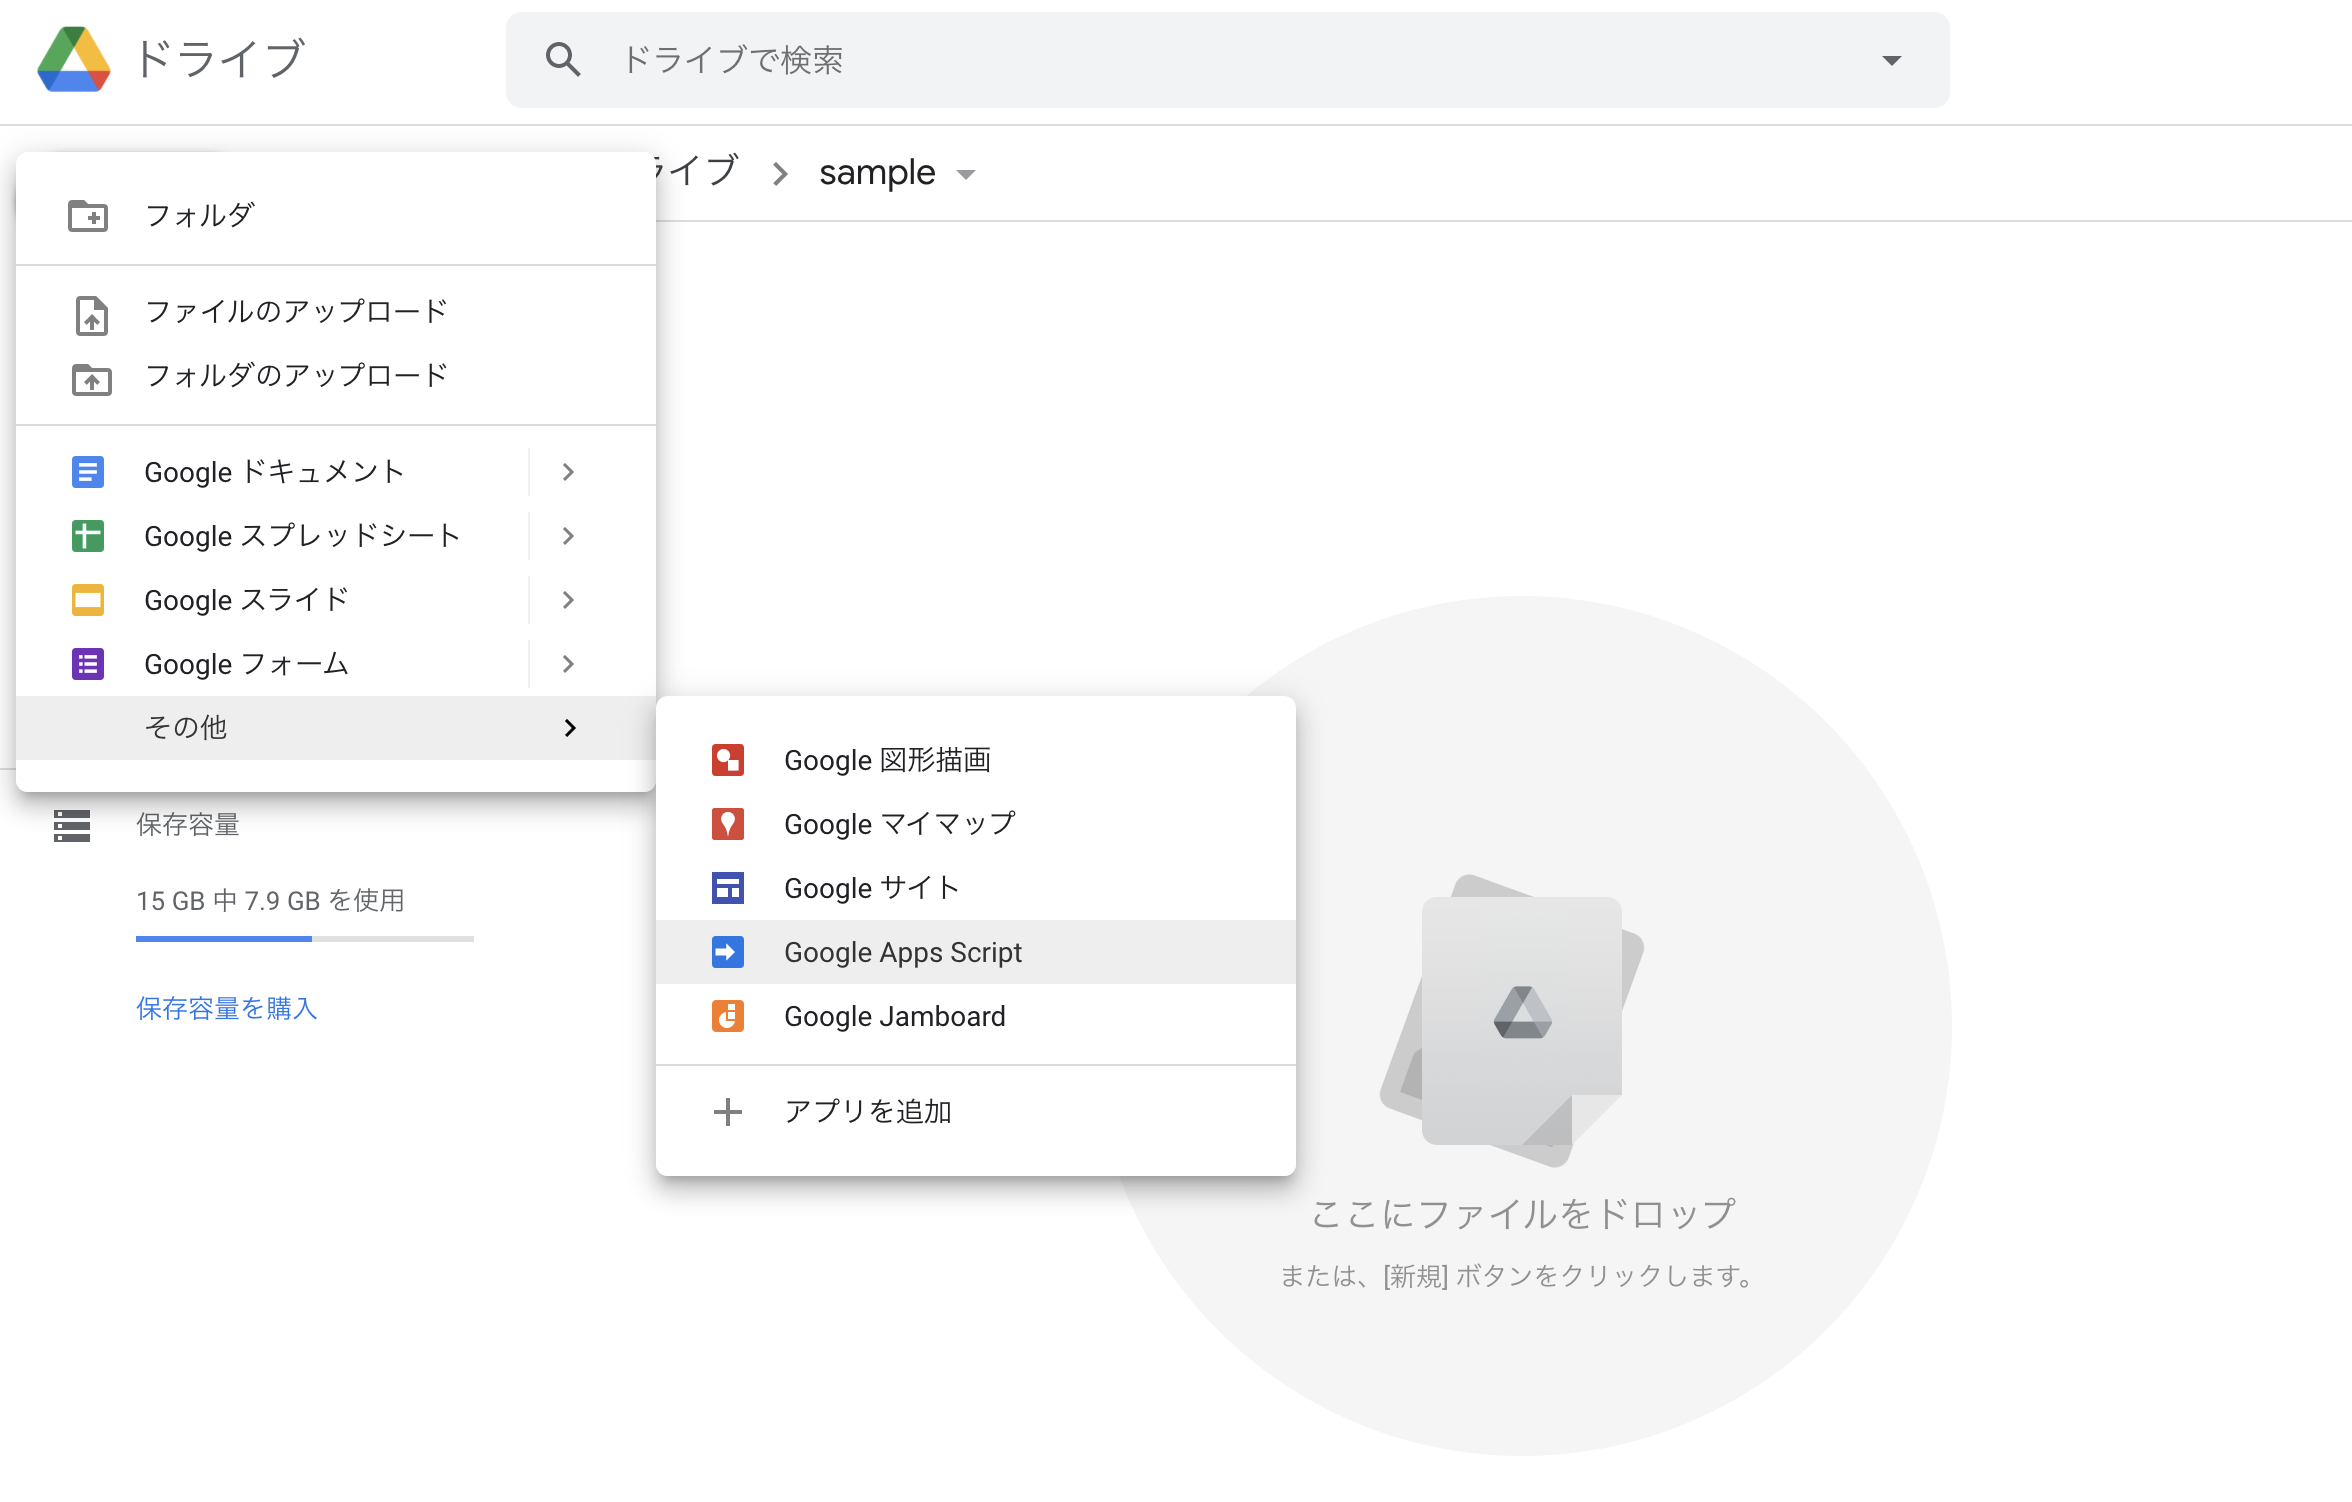 ドライブ
ドライブで検索
ライブ
sample
フォルダ
ファイルのアップロード
フォルダのアップロード
Google ドキュメント
Google スプレッドシート
Google スライド
Google フォーム
その他
Google 図形描画
Google マイマップ
Google サイト
Google Apps Script
Google Jamboard
アプリを追加
保存容量
15 GB 中 7.9 GB を使用
保存容量を購入
ここにファイルをドロップ
または、[新規] ボタンをクリックします。